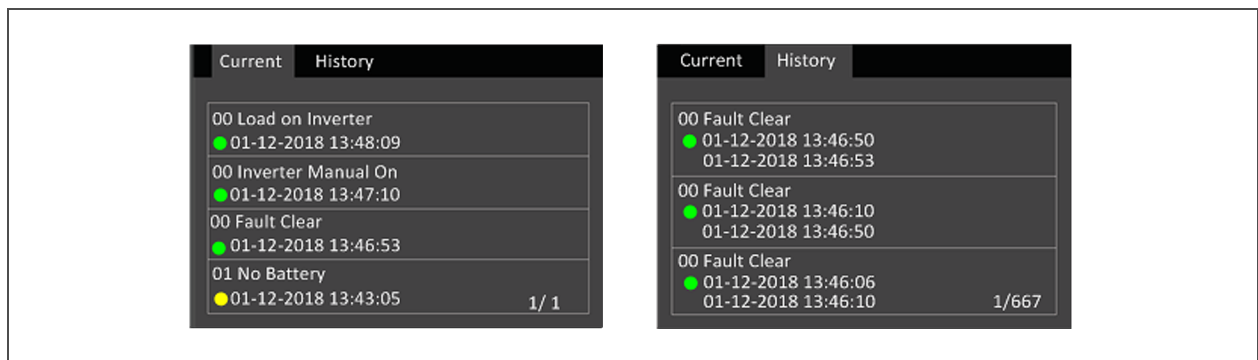 Current History
00 Load on Inverter
01-12-2018 13:48:09
00 Inverter Manual On
01-12-2018 13:47:10
00 Fault Clear
01-12-2018 13:46:53
01 No Battery
01-12-2018 13:43:05
1/ 1
Current History
00 Fault Clear
01-12-2018 13:46:50
01-12-2018 13:46:53
00 Fault Clear
01-12-2018 13:46:10
01-12-2018 13:46:50
00 Fault Clear
01-12-2018 13:46:06
01-12-2018 13:46:10
1/667